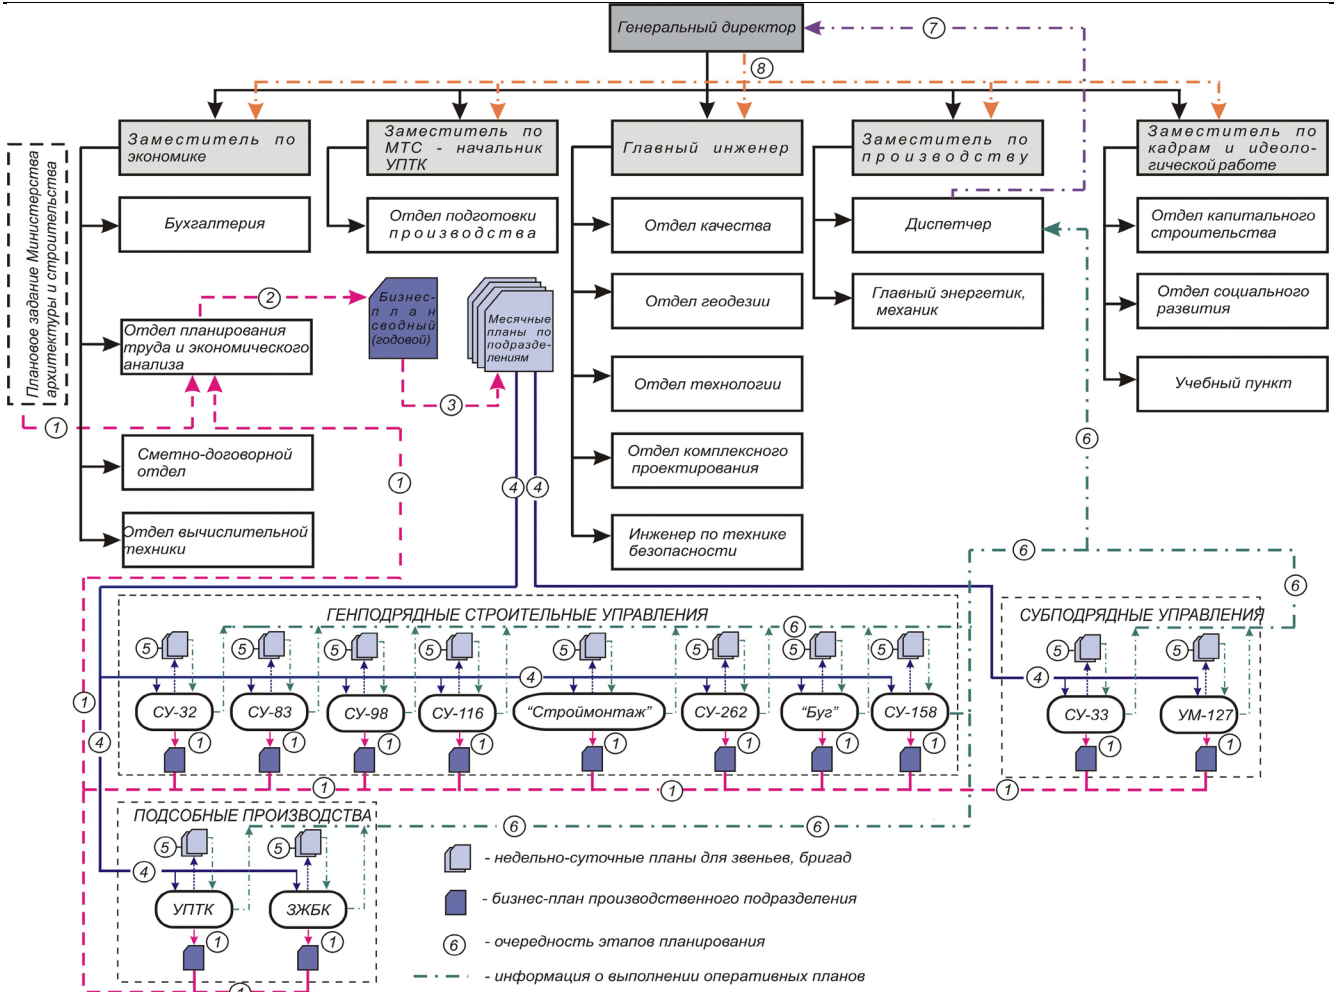 Генеральный директор
7
8
Заместитель по
экономике
Заместитель по
МТС - начальник
УПТК
Главный инженер
Заместитель по
производству
Заместитель по
кадрам и идеоло-
гической работе
Плановое задание Министерства
архитектуры и строительства
Бухгалтерия
Отдел подготовки
производства
Отдел качества
Диспетчер
Отдел капитального
строительства
2
Бизнес-
план
сводный
(годовой)
Месячные
планы по
подразде-
лениям
Отдел геодезии
Главный энергетик,
механик
Отдел социального
развития
Отдел планирования
труда и экономического
анализа
3
Отдел технологии
Учебный пункт
1
6
Сметно-договорной
отдел
1
4
4
Отдел комплексного
проектирования
Отдел вычислительной
техники
Инженер по технике
безопасности
6
6
ГЕНПОДРЯДНЫЕ СТРОИТЕЛЬНЫЕ УПРАВЛЕНИЯ
СУБПОДРЯДНЫЕ УПРАВЛЕНИЯ
6
5
5
5
5
5
5
5
5
5
5
4
4
1
СУ-32
СУ-83
СУ-98
СУ-116
“Строймонтаж”
СУ-262
“Буг”
СУ-158
СУ-33
УМ-127
4
1
1
1
1
1
1
1
1
1
1
1
1
1
ПОДСОБНЫЕ ПРОИЗВОДСТВА
6
6
5
5
4
УПТК
ЗЖБК
1
1
1
- недельно-суточные планы для звеньев, бригад
- бизнес-план производственного подразделения
6
- очередность этапов планирования
- информация о выполнении оперативных планов